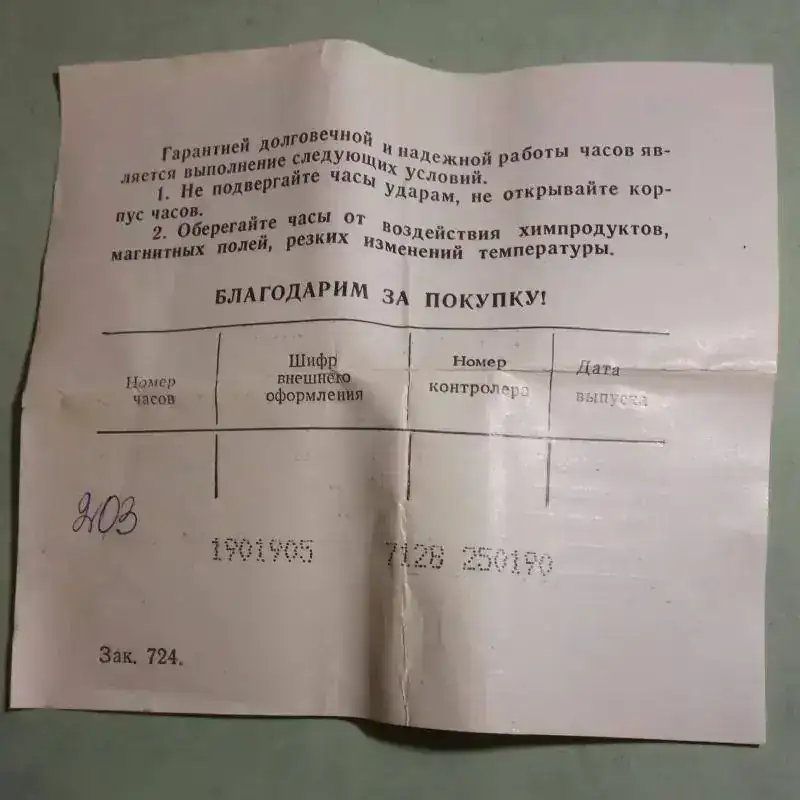 Гарантией долговечной и надежной работы часов яв-
ляется выполнение следующих условий.
1. Не подвергайте часы ударам, не открывайте кор-
пус часов.
2. Оберегайте часы от воздействия химпродуктов,
магнитных полей, резких изменений температуры.
БЛАГОДАРИМ ЗА ПОКУПКУ!
Номер
часов
Шифр
внешнего
оформления
Номер
контролера
Дата
выпуска
203
1901905 7128 250190
Зак. 724.